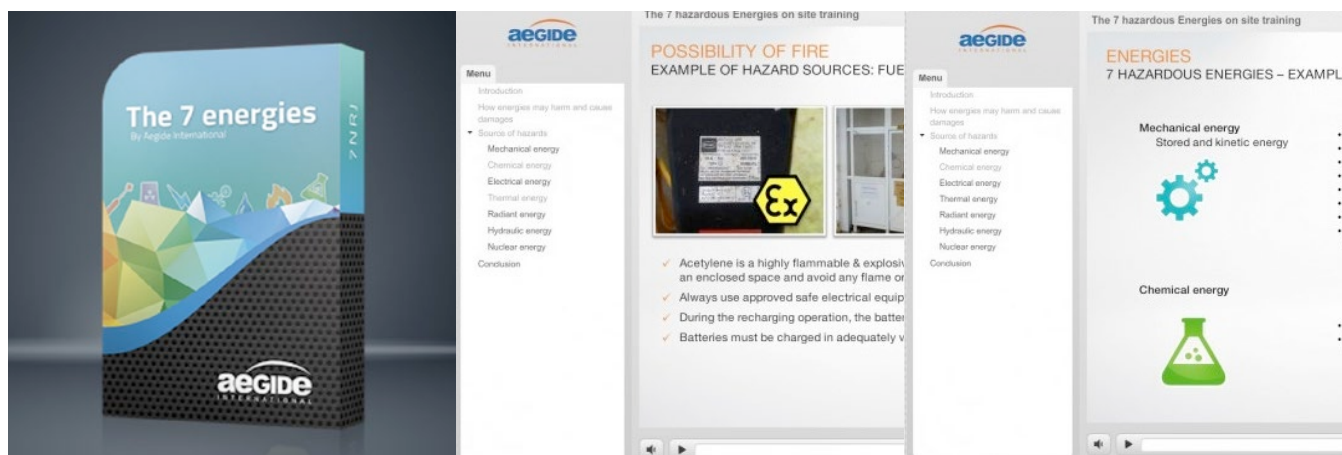 The 7 energies
By Aegide International
7 NRJ
aegide
INTERNATIONAL
aegide
INTERNATIONAL
Menu
Introduction
How energies may harm and cause
damages
Source of hazards
Mechanical energy
Chemical energy
Electrical energy
Thermal energy
Radiant energy
Hydraulic energy
Nuclear energy
Conclusion
The 7 hazardous Energies on site training
POSSIBILITY OF FIRE
EXAMPLE OF HAZARD SOURCES: FUE
Ex
Acetylene is a highly flammable & explosiv
an enclosed space and avoid any flame or
Always use approved safe electrical equip
During the recharging operation, the batter
Batteries must be charged in adequately v
aegide
INTERNATIONAL
Menu
Introduction
How energies may harm and cause
damages
Source of hazards
Mechanical energy
Chemical energy
Electrical energy
Thermal energy
Radiant energy
Hydraulic energy
Nuclear energy
Conclusion
The 7 hazardous Energies on site training
ENERGIES
7 HAZARDOUS ENERGIES – EXAMPL
Mechanical energy
Stored and kinetic energy
Chemical energy